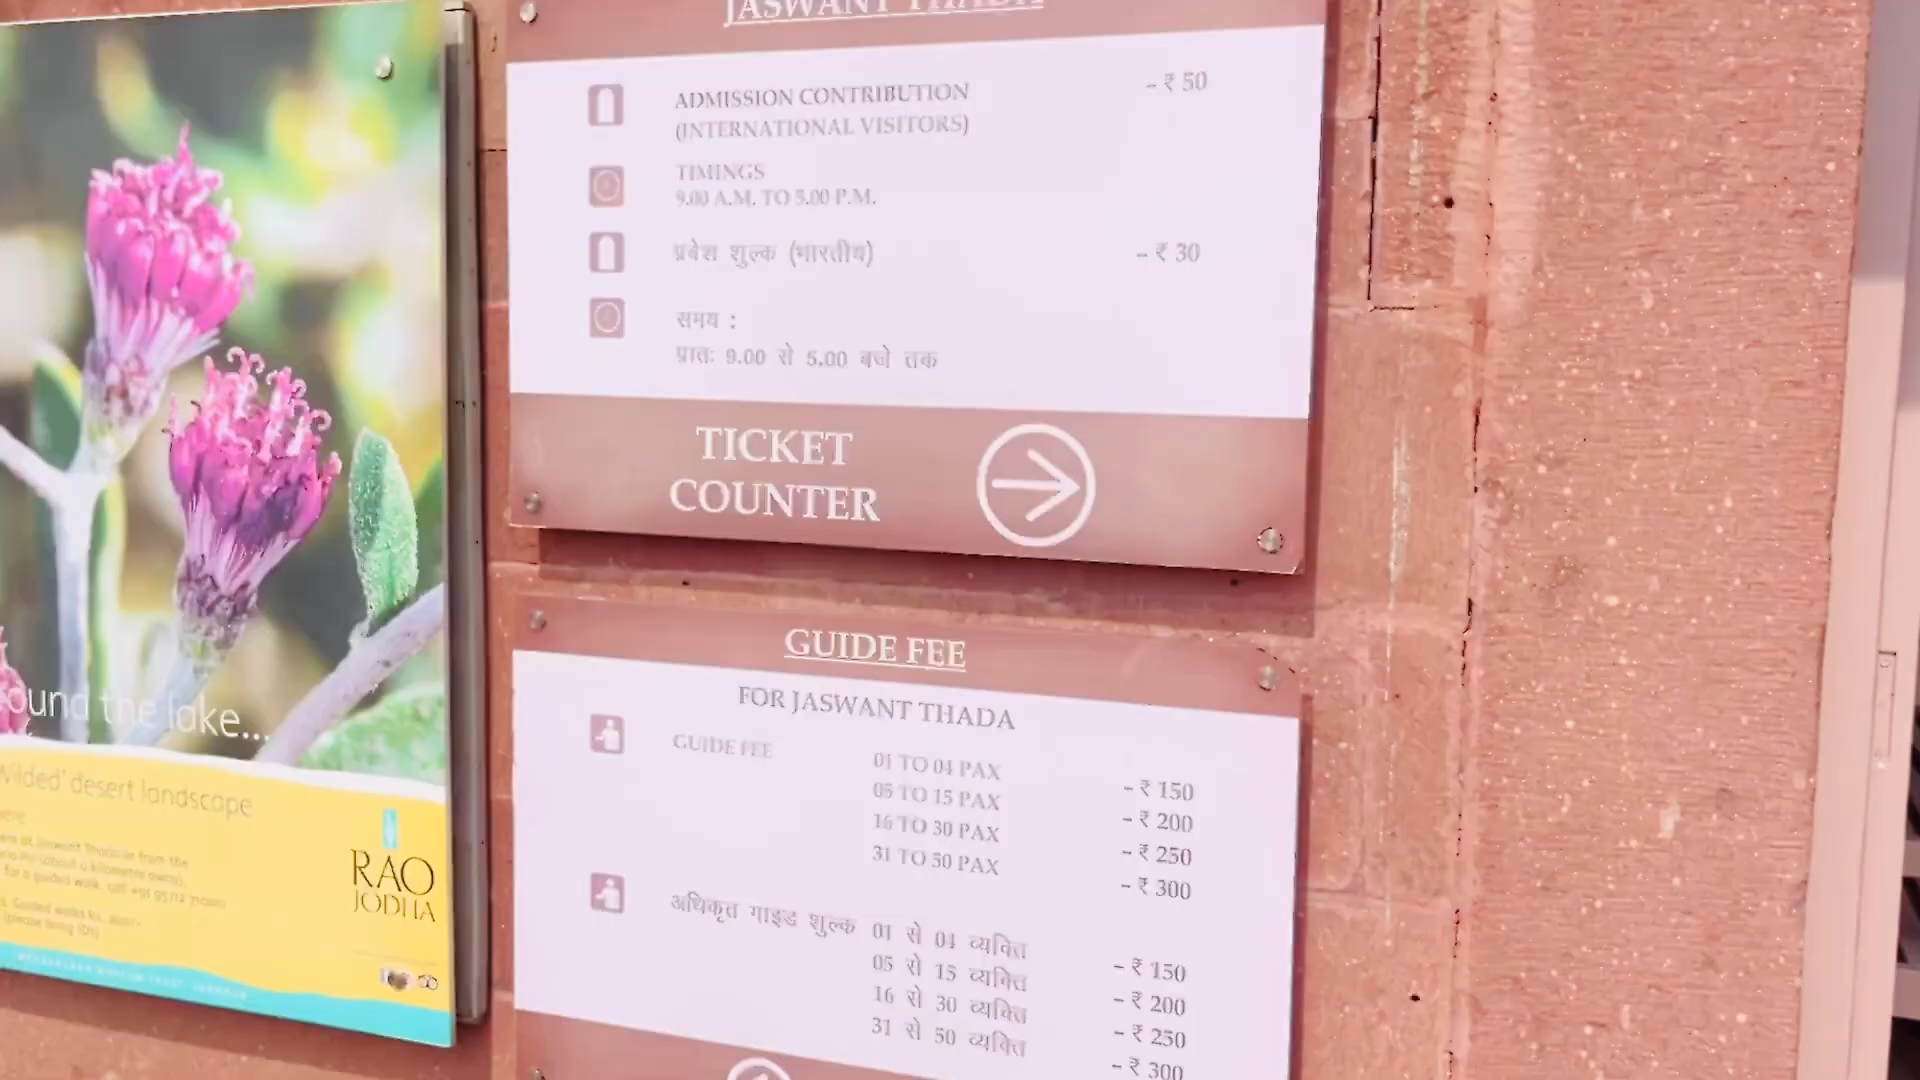 JASWANT THADA
ADMISSION CONTRIBUTION - ₹ 50
(INTERNATIONAL VISITORS)
TIMINGS
9.00 A.M. TO 5.00 P.M.
प्रवेश शुल्क (भारतीय) - ₹ 30
समय :
प्रातः 9.00 से 5.00 बजे तक
TICKET
COUNTER
GUIDE FEE
FOR JASWANT THADA
GUIDE FEE 01 TO 04 PAX - ₹ 150
05 TO 15 PAX - ₹ 200
16 TO 30 PAX - ₹ 250
31 TO 50 PAX - ₹ 300
अधिकृत गाइड शुल्क 01 से 04 व्यक्ति - ₹ 150
05 से 15 व्यक्ति - ₹ 200
16 से 30 व्यक्ति - ₹ 250
31 से 50 व्यक्ति - ₹ 300
ound the lake...
desert landscape
RAO
JODHA